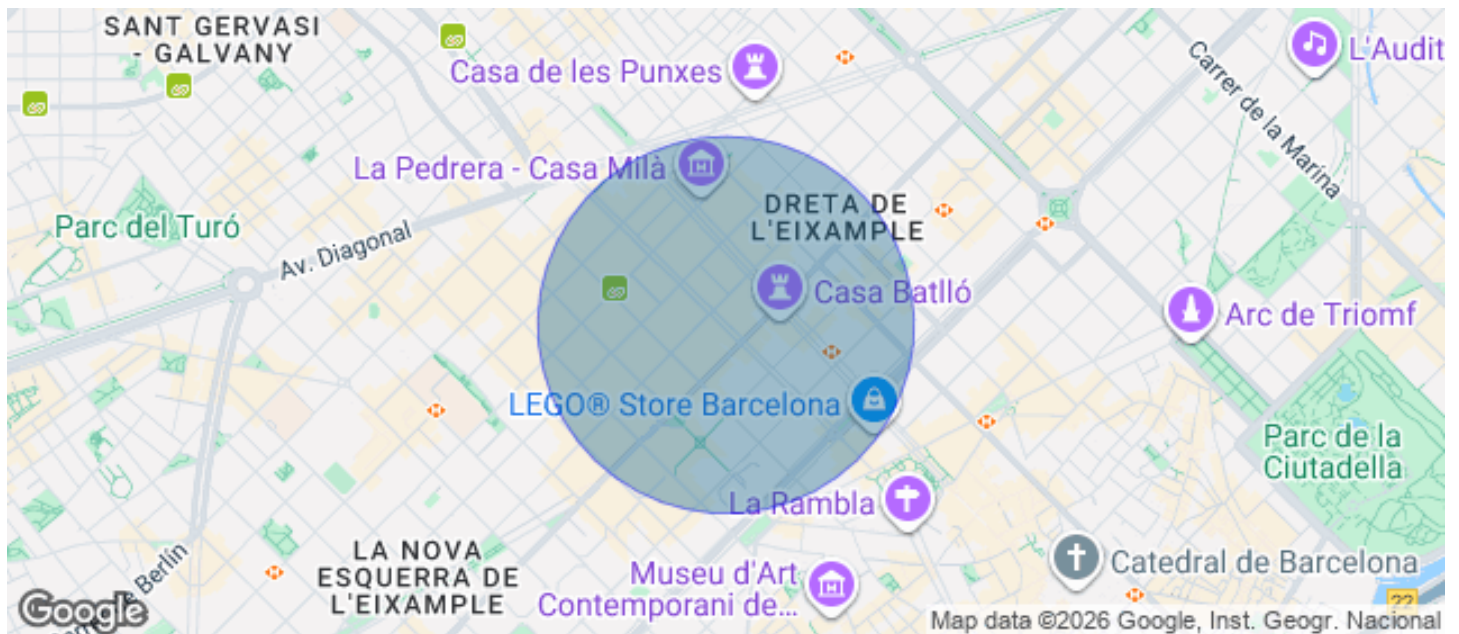 SANT GERVASI
- GALVANY
Casa de les Punxes
L'Audit
Carrer de la Marina
La Pedrera - Casa Milà
DRETA DE
L'EIXAMPLE
Parc del Turó
Av. Diagonal
Casa Batlló
Arc de Triomf
LEGO® Store Barcelona
Parc de la
Ciutadella
La Rambla
LA NOVA
ESQUERRA DE
L'EIXAMPLE
Museu d'Art
Contemporani de...
Catedral de Barcelona
Berlín
22
Google
Map data ©2026 Google, Inst. Geogr. Nacional